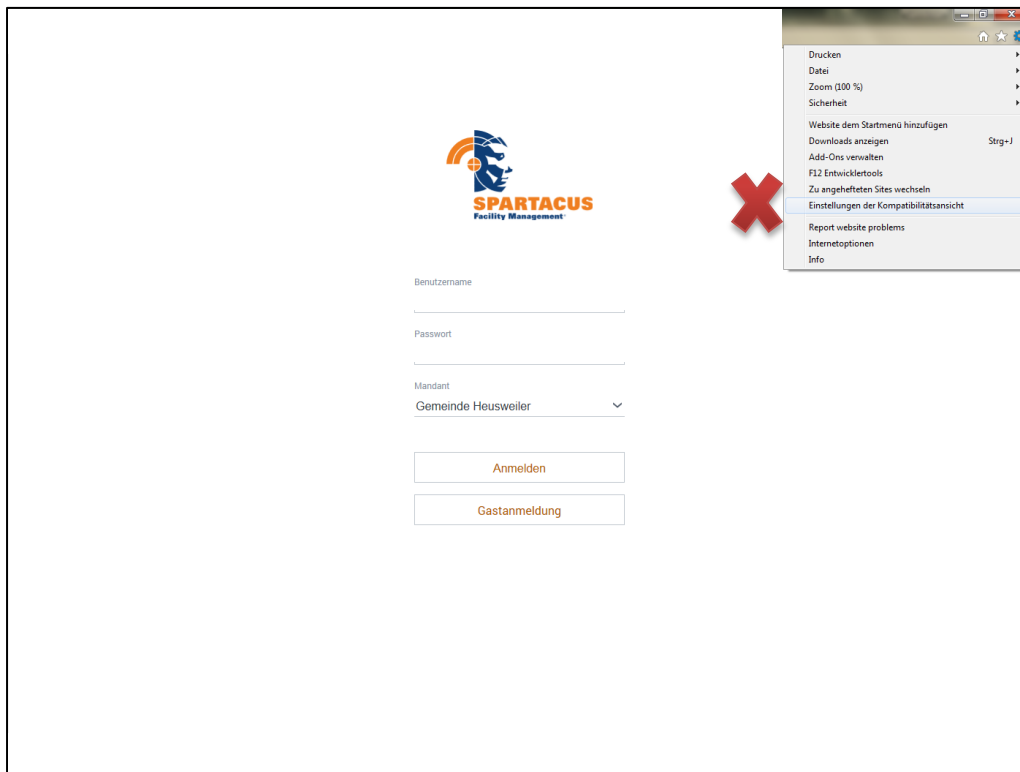 Drucken
Datei
Zoom (100 %)
Sicherheit
Website dem Startmenü hinzufügen
Downloads anzeigen Strg+J
Add-Ons verwalten
F12 Entwicklertools
Zu angehefteten Sites wechseln
Einstellungen der Kompatibilitätsansicht
Report website problems
Internetoptionen
Info
SPARTACUS
Facility Management
Benutzername
Passwort
Mandant
Gemeinde Heusweiler
Anmelden
Gastanmeldung